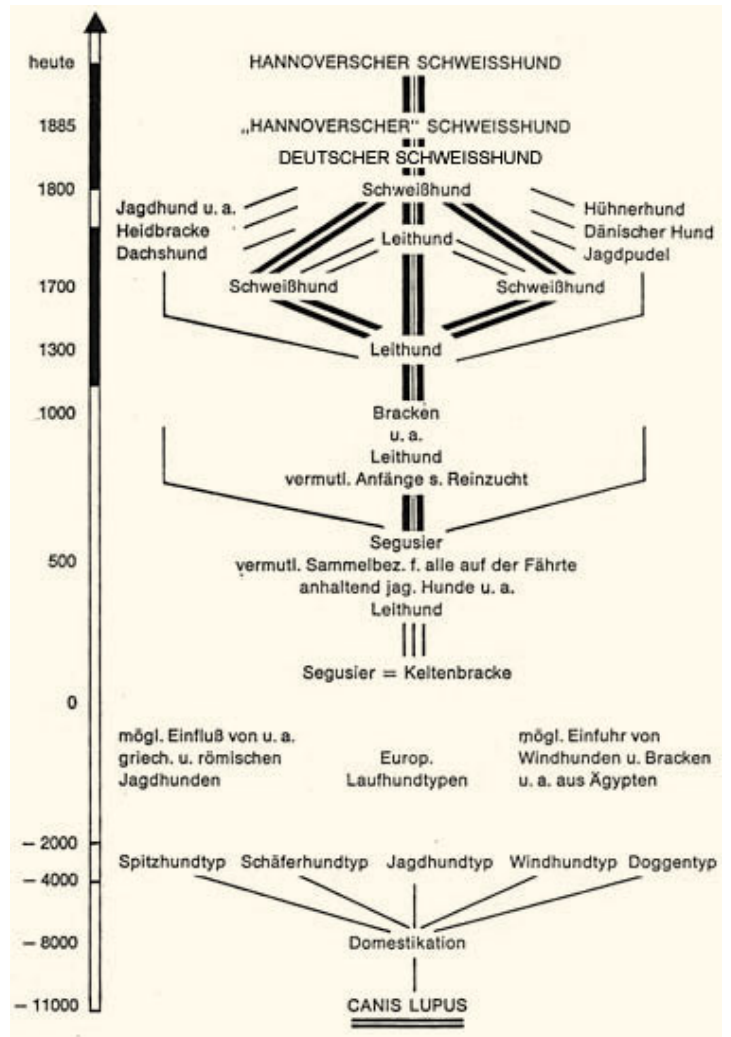 heute
HANNOVERSCHER SCHWEISSHUND
1885
„HANNOVERSCHER“ SCHWEISSHUND
DEUTSCHER SCHWEISSHUND
1800
Schweißhund
Jagdhund u. a.
Heidbracke
Dachshund
Hühnerhund
Dänischer Hund
Jagdpudel
Leithund
1700
Schweißhund
Schweißhund
1300
Leithund
1000
Bracken
u. a.
Leithund
vermutl. Anfänge s. Reinzucht
500
Segusier
vermutl. Sammelbez. f. alle auf der Fährte
anhaltend jag. Hunde u. a.
Leithund
Segusier = Keltenbracke
0
mögl. Einfluß von u. a.
griech. u. römischen
Jagdhunden
Europ.
Laufhundtypen
mögl. Einfuhr von
Windhunden u. Bracken
u. a. aus Ägypten
– 2000
Spitzhundtyp Schäferhundtyp Jagdhundtyp Windhundtyp Doggentyp
– 4000
– 8000
Domestikation
– 11000
CANIS LUPUS